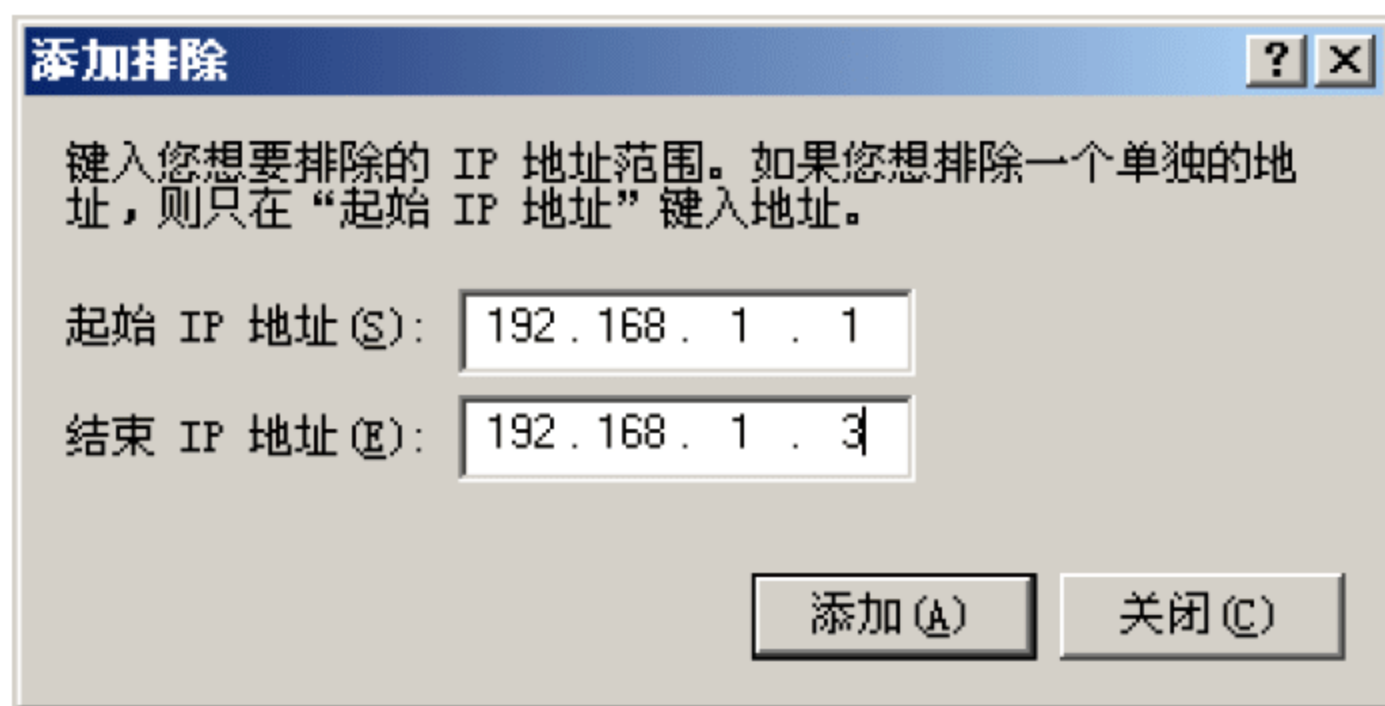 添加排除
键入您想要排除的 IP 地址范围。如果您想排除一个单独的地
址，则只在“起始 IP 地址”键入地址。
起始 IP 地址(S): 192.168. 1 . 1
结束 IP 地址(E): 192.168. 1 . 3
添加(A) 关闭(C)